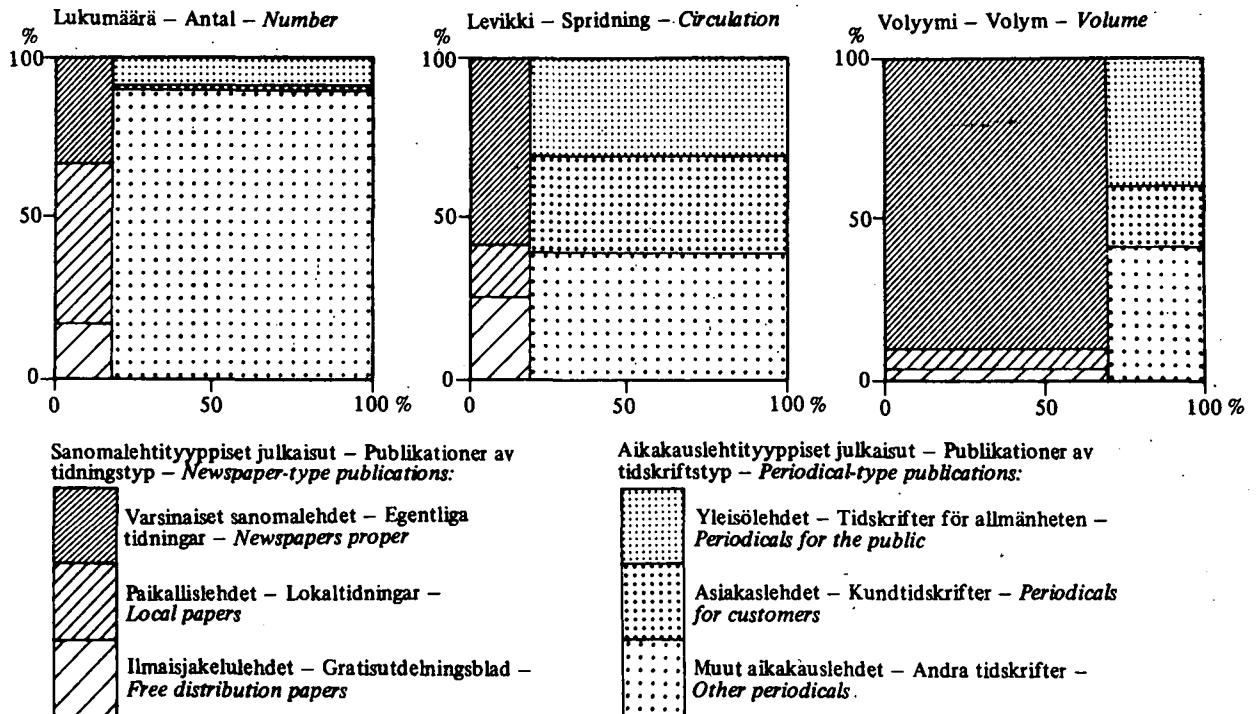 Lukumäärä – Antal – Number
%
100
50
0
0 50 100 %
Levikki – Spridning – Circulation
%
100
50
0
0 50 100 %
Volyymi – Volym – Volume
%
100
50
0
0 50 100 %
Sanomalehtityyppiset julkaisut – Publikationer av
tidningstyp – Newspaper-type publications:
Varsinaiset sanomalehdet – Egentliga
tidningar – Newspapers proper
Paikallislehdet – Lokaltidningar –
Local papers
Ilmaisjakelulehdet – Gratisutdelningsblad –
Free distribution papers
Aikakauslehtityyppiset julkaisut – Publikationer av
tidskriftstyp – Periodical-type publications:
Yleisölehdet – Tidskrifter för allmänheten –
Periodicals for the public
Asiakaslehdet – Kundtidskrifter – Periodicals
for customers
Muut aikakauslehdet – Andra tidskrifter –
Other periodicals